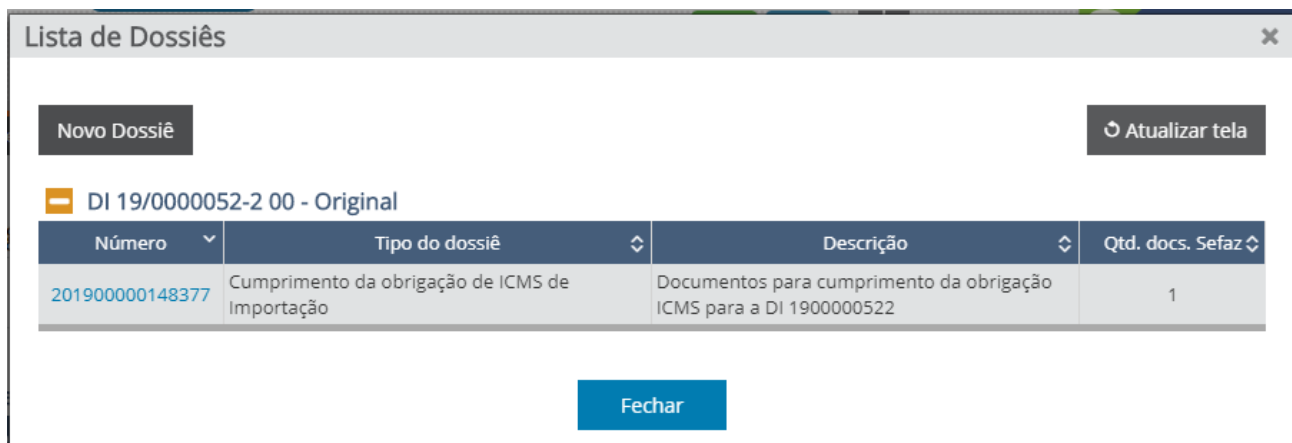 Lista de Dossiês
Novo Dossiê
Atualizar tela
DI 19/0000052-2 00 - Original
Número Tipo do dossiê Descrição Qtd. docs. Sefaz
201900000148377 Cumprimento da obrigação de ICMS de Importação Documentos para cumprimento da obrigação ICMS para a DI 1900000522 1
Fechar